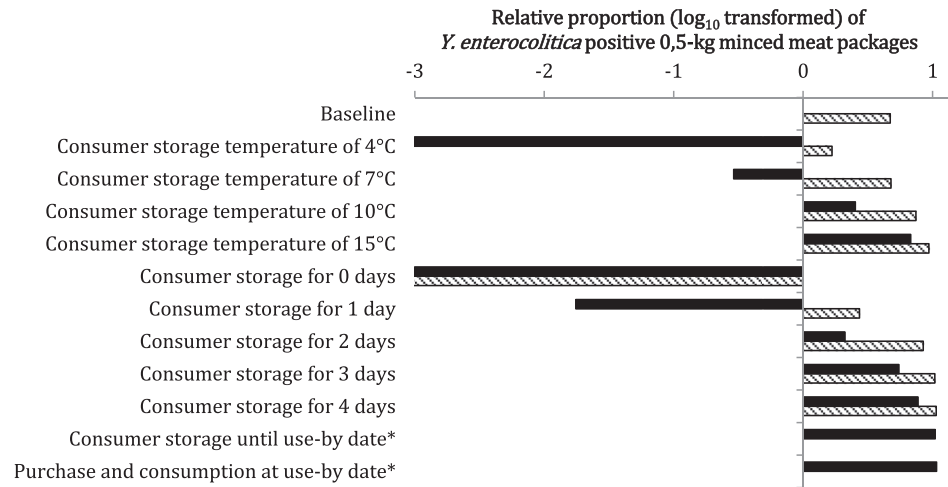 Relative proportion (log10 transformed) of
Y. enterocolitica positive 0,5-kg minced meat packages
-3 -2 -1 0 1
Baseline
Consumer storage temperature of 4°C
Consumer storage temperature of 7°C
Consumer storage temperature of 10°C
Consumer storage temperature of 15°C
Consumer storage for 0 days
Consumer storage for 1 day
Consumer storage for 2 days
Consumer storage for 3 days
Consumer storage for 4 days
Consumer storage until use-by date*
Purchase and consumption at use-by date*